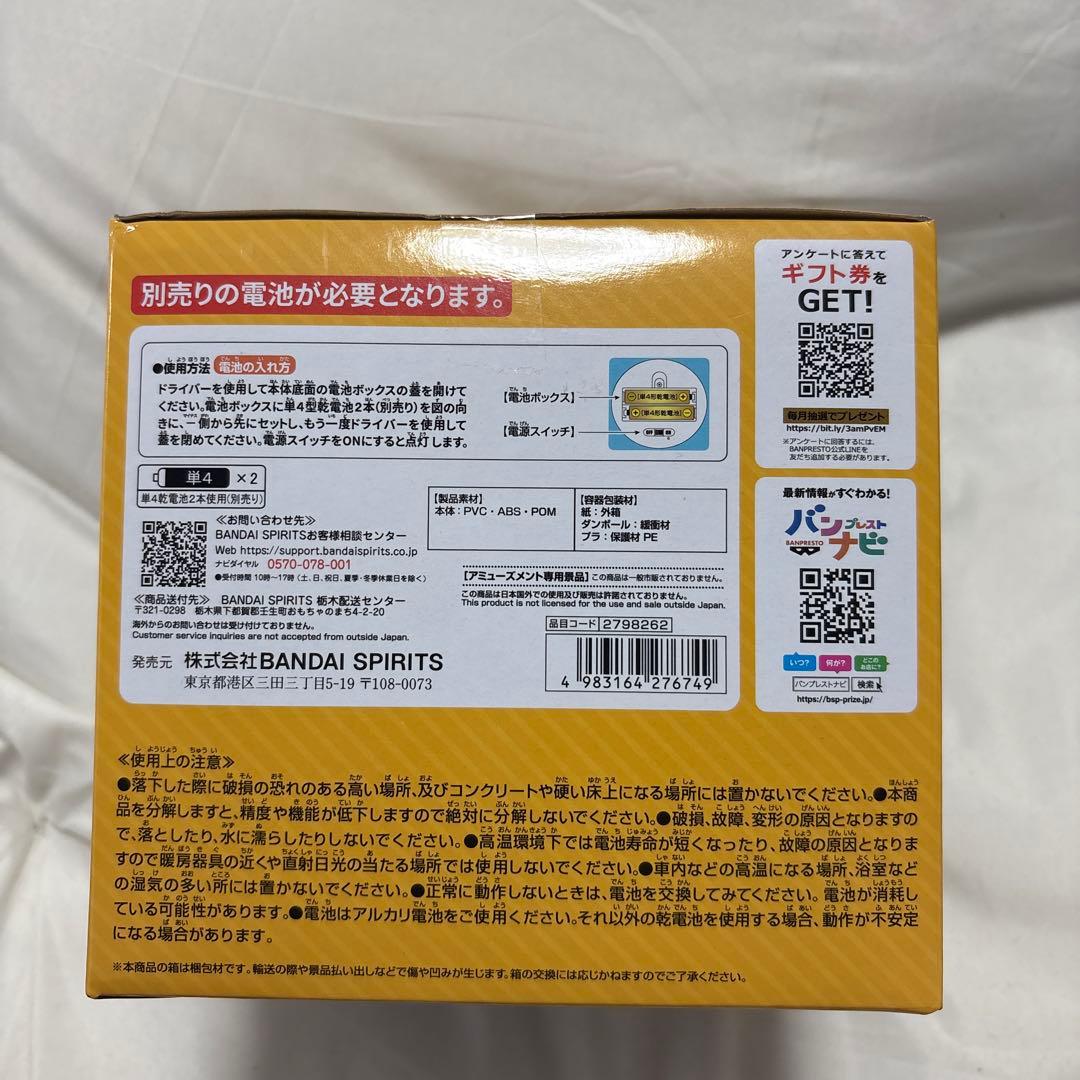 別売りの電池が必要となります。
●使用方法 電池の入れ方
ドライバーを使用して本体底面の電池ボックスの蓋を開けて
ください。電池ボックスに単4型乾電池2本(別売り)を図の向
きに、－側から先にセットし、もう一度ドライバーを使用して
蓋を閉めてください。電源スイッチをONにすると点灯します。
【電池ボックス】
【電源スイッチ】
－(単4形乾電池)＋
＋(単4形乾電池)－
単4 ×2
単4乾電池2本使用(別売り)
≪お問い合わせ先≫
BANDAI SPIRITSお客様相談センター
Web https://support.bandaispirits.co.jp
ナビダイヤル 0570-078-001
●受付時間 10時〜17時(土、日、祝日、夏季・冬季休業日を除く)
≪商品送付先≫ BANDAI SPIRITS 栃木配送センター
〒321-0298 栃木県下都賀郡壬生町おもちゃのまち4-2-20
海外からのお問い合わせは受け付けておりません。
Customer service inquiries are not accepted from outside Japan.
発売元 株式会社BANDAI SPIRITS
東京都港区三田三丁目5-19 〒108-0073
【製品素材】
本体：PVC・ABS・POM
【容器包装材】
紙：外箱
ダンボール：緩衝材
プラ：保護材 PE
【アミューズメント専用景品】この商品は一般市販されておりません。
この商品は日本国外での使用及び販売は許諾されておりません。
This product is not licensed for the use and sale outside Japan.
品目コード 2798262
4 983164 276749
アンケートに答えて
ギフト券を
GET!
毎月抽選でプレゼント
https://bit.ly/3amPvEM
※アンケートに回答するには、
BANPRESTO公式LINEを
友だち追加する必要があります。
最新情報がすぐわかる!
バンプレスト
BANPRESTO ナビ
いつ? 何が? どこのお店に?
バンプレストナビ 検索
https://bsp-prize.jp/
≪使用上の注意≫
●落下した際に破損の恐れのある高い場所、及びコンクリートや硬い床上になる場所には置かないでください。●本商
品を分解しますと、精度や機能が低下しますので絶対に分解しないでください。●破損、故障、変形の原因となりますの
で、落としたり、水に濡らしたりしないでください。●高温環境下では電池寿命が短くなったり、故障の原因となり
ますので暖房器具の近くや直射日光の当たる場所では使用しないでください。●車内などの高温になる場所、浴室など
の湿気の多い所には置かないでください。●正常に動作しないときは、電池を交換してみてください。電池が消耗し
ている可能性があります。●電池はアルカリ電池をご使用ください。それ以外の乾電池を使用する場合、動作が不安定
になる場合があります。
※本商品の箱は梱包材です。輸送の際や景品払い出しなどで傷や凹みが生じます。箱の交換には応じかねますのでご了承ください。